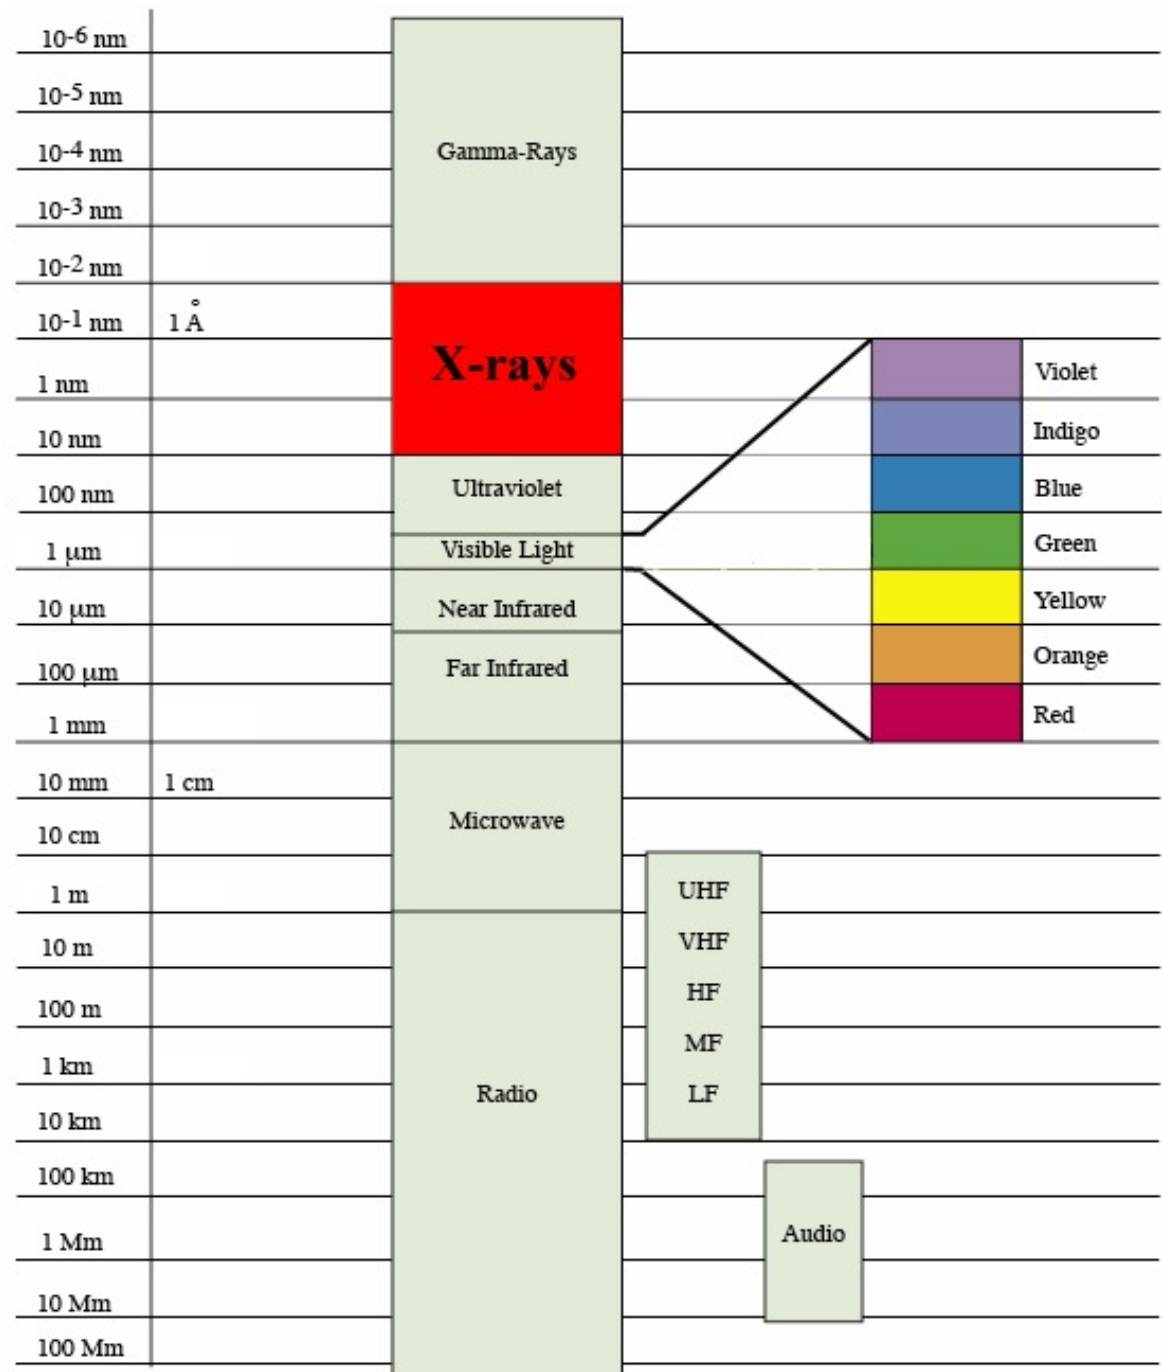 10-6 nm
10-5 nm
10-4 nm
Gamma-Rays
10-3 nm
10-2 nm
10-1 nm 1 Å
X-rays
Violet
1 nm
Indigo
10 nm
Ultraviolet
Blue
100 nm
Green
1 μm
Visible Light
Yellow
10 μm
Near Infrared
Orange
100 μm
Far Infrared
Red
1 mm
10 mm 1 cm
Microwave
10 cm
UHF
1 m
VHF
10 m
HF
100 m
MF
1 km
Radio
LF
10 km
100 km
Audio
1 Mm
10 Mm
100 Mm